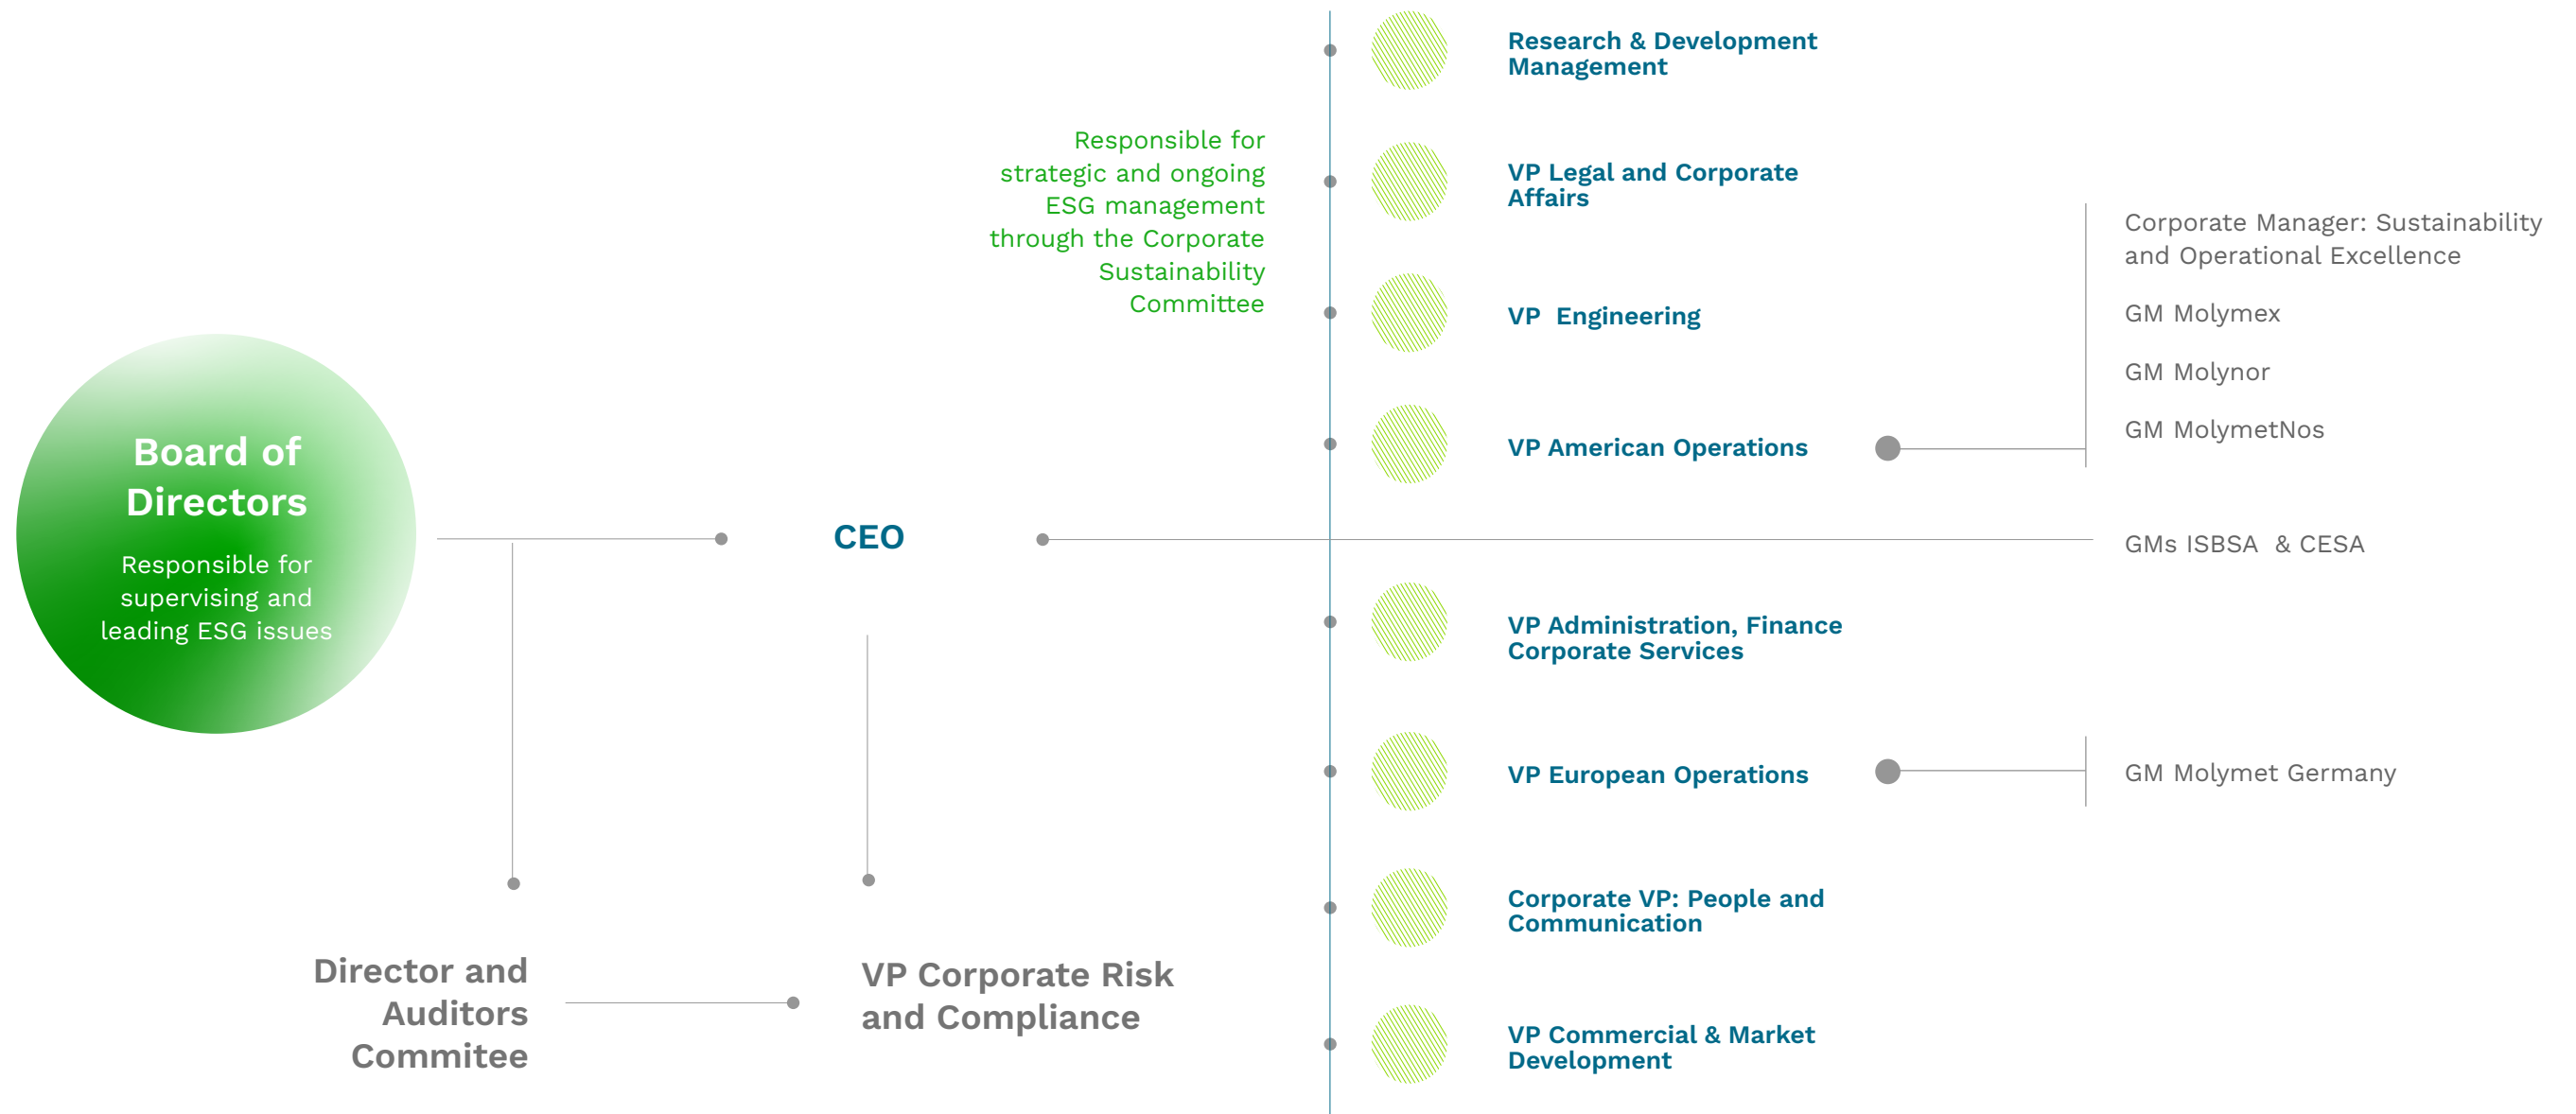 Board of
Directors
Responsible for
supervising and
leading ESG issues
CEO
Director and
Auditors
Commitee
VP Corporate Risk
and Compliance
Responsible for
strategic and ongoing
ESG management
through the Corporate
Sustainability
Committee
Research & Development
Management
VP Legal and Corporate
Affairs
VP  Engineering
VP American Operations
VP Administration, Finance
Corporate Services
VP European Operations
Corporate VP: People and
Communication
VP Commercial & Market
Development
Corporate Manager: Sustainability
and Operational Excellence
GM Molymex
GM Molynor
GM MolymetNos
GMs ISBSA  & CESA
GM Molymet Germany